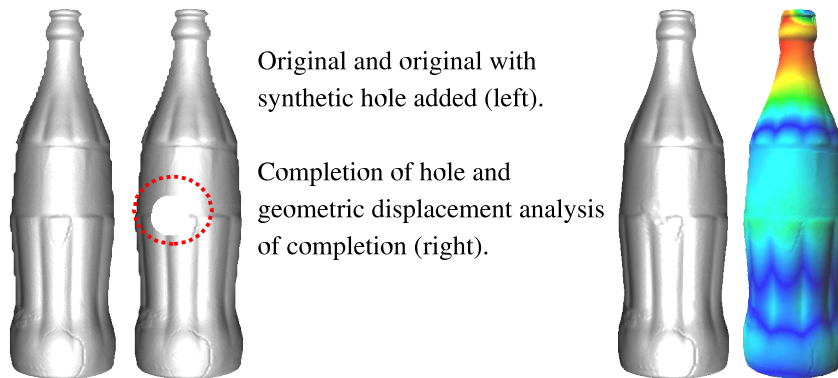 Original and original with
synthetic hole added (left).
Completion of hole and
geometric displacement analysis
of completion (right).